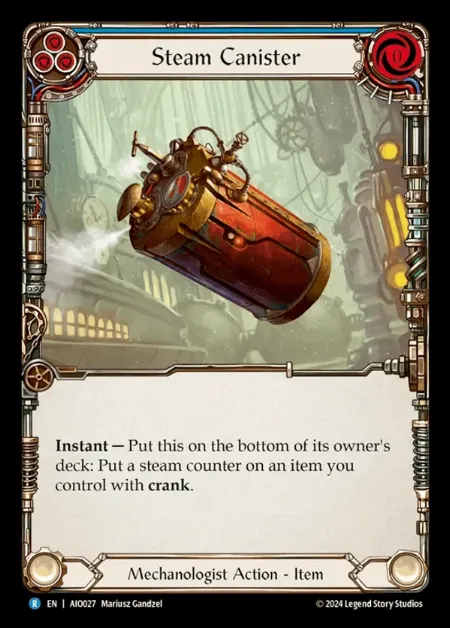 Steam Canister
0
Instant — Put this on the bottom of its owner's
deck: Put a steam counter on an item you
control with crank.
Mechanologist Action - Item
R EN | AIO027 Mariusz Gandzel
© 2024 Legend Story Studios